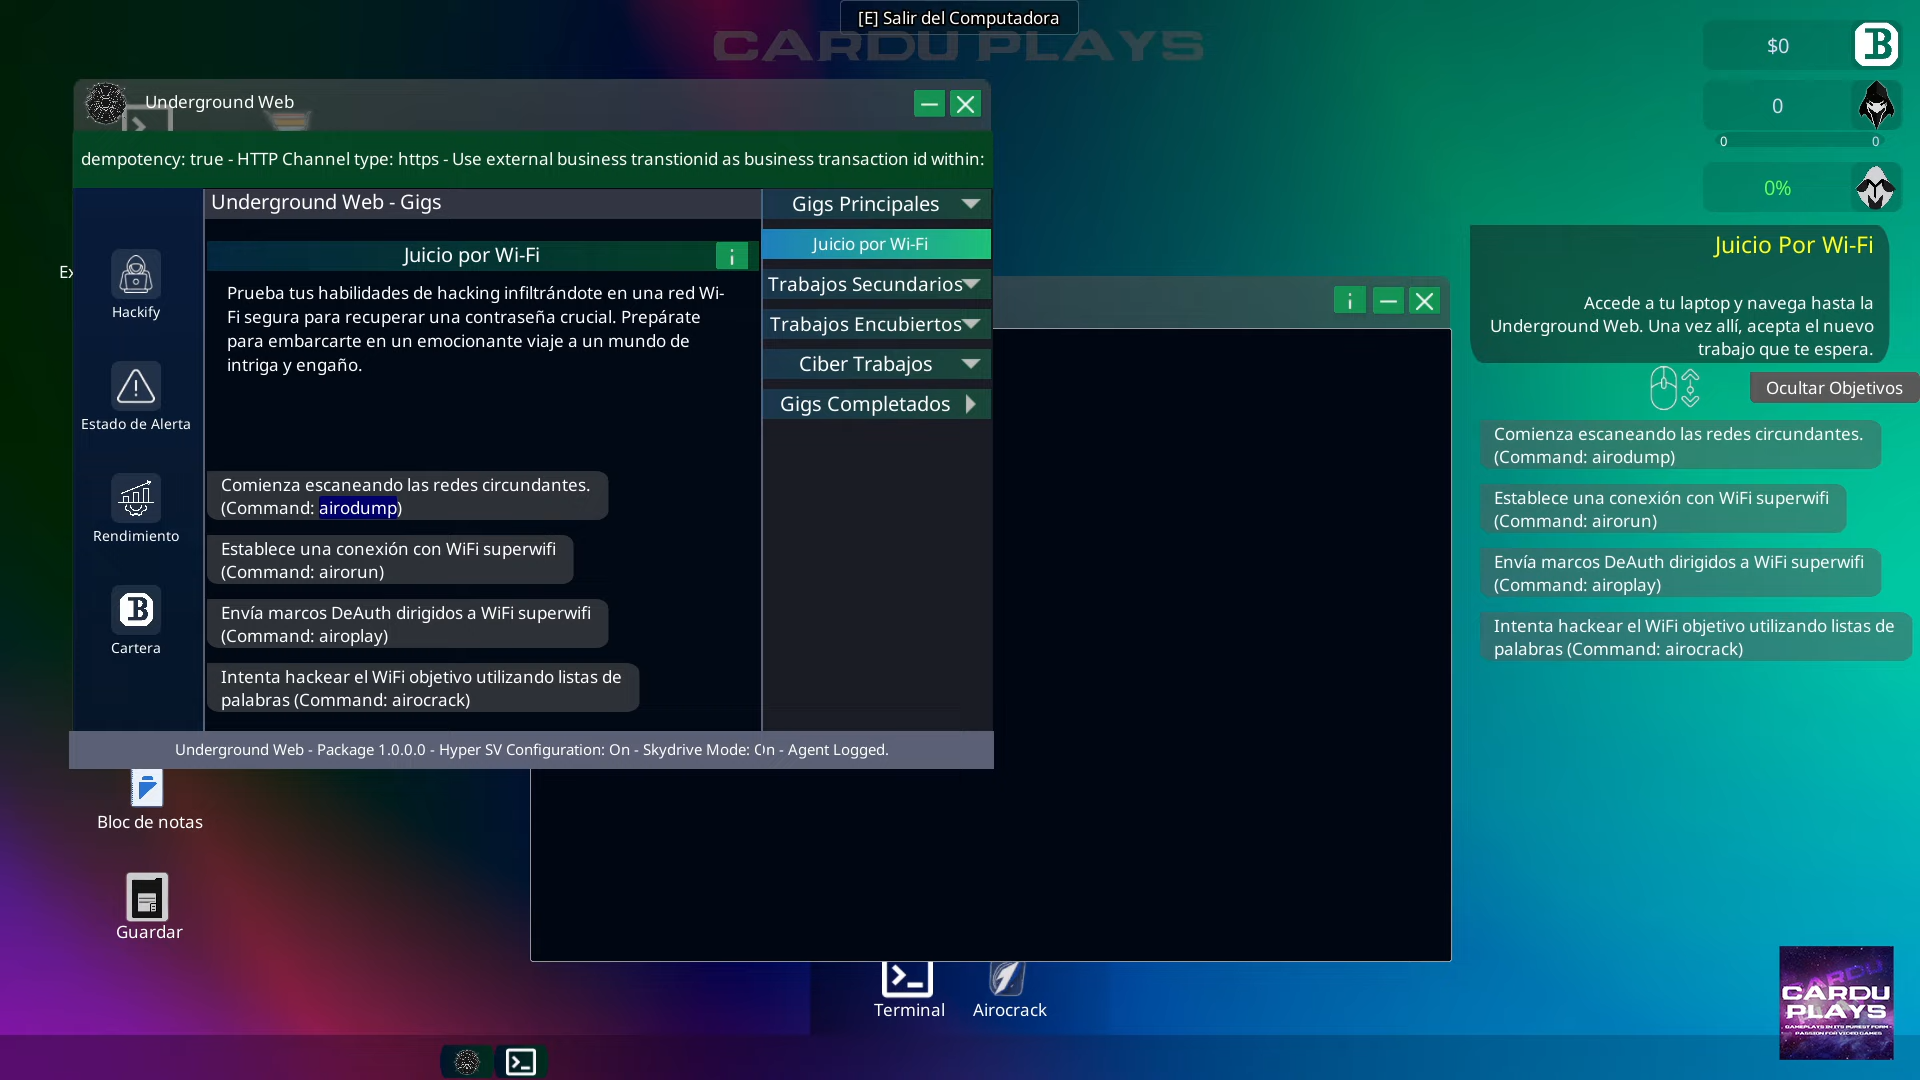 [E] Salir del Computadora
CARDU PLAYS
$0
0
0 0
0%
Underground Web
dempotency: true - HTTP Channel type: https - Use external business transtionid as business transaction id within:
Underground Web - Gigs
Juicio por Wi-Fi
Prueba tus habilidades de hacking infiltrándote en una red Wi-
Fi segura para recuperar una contraseña crucial. Prepárate
para embarcarte en un emocionante viaje a un mundo de
intriga y engaño.
Comienza escaneando las redes circundantes.
(Command: airodump)
Establece una conexión con WiFi superwifi
(Command: airorun)
Envía marcos DeAuth dirigidos a WiFi superwifi
(Command: airoplay)
Intenta hackear el WiFi objetivo utilizando listas de
palabras (Command: airocrack)
Gigs Principales
Juicio por Wi-Fi
Trabajos Secundarios
Trabajos Encubiertos
Ciber Trabajos
Gigs Completados
Ex
Hackify
Estado de Alerta
Rendimiento
Cartera
Underground Web - Package 1.0.0.0 - Hyper SV Configuration: On - Skydrive Mode: On - Agent Logged.
Juicio Por Wi-Fi
Accede a tu laptop y navega hasta la
Underground Web. Una vez allí, acepta el nuevo
trabajo que te espera.
Ocultar Objetivos
Comienza escaneando las redes circundantes.
(Command: airodump)
Establece una conexión con WiFi superwifi
(Command: airorun)
Envía marcos DeAuth dirigidos a WiFi superwifi
(Command: airoplay)
Intenta hackear el WiFi objetivo utilizando listas de
palabras (Command: airocrack)
Bloc de notas
Guardar
Terminal
Airocrack
CARDU
PLAYS
GAMEPLAYS IN ITS PUREST FORM -
PASSION FOR VIDEO GAMES